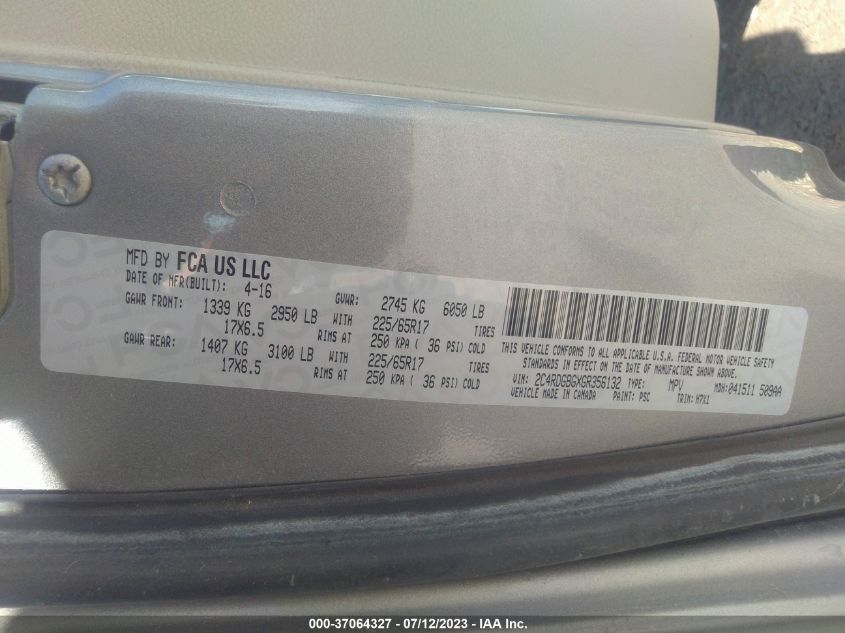 MFD BY FCA US LLC
DATE OF MFR(BUILT): 4-16 GVWR: 2745 KG 6050 LB
GAWR FRONT: 1339 KG 2950 LB WITH 225/65R17 TIRES
17X6.5 RIMS AT 250 KPA ( 36 PSI) COLD
GAWR REAR: 1407 KG 3100 LB WITH 225/65R17 TIRES
17X6.5 RIMS AT 250 KPA ( 36 PSI) COLD
THIS VEHICLE CONFORMS TO ALL APPLICABLE U.S.A. FEDERAL MOTOR VEHICLE SAFETY
STANDARDS IN EFFECT ON THE DATE OF MANUFACTURE SHOWN ABOVE.
VIN: 2C4RDGBGXGR356132 TYPE: MPV MDH:041511 509AA
VEHICLE MADE IN CANADA PAINT: PSC TRIM: H7X1
000-37064327 - 07/12/2023 - IAA Inc.